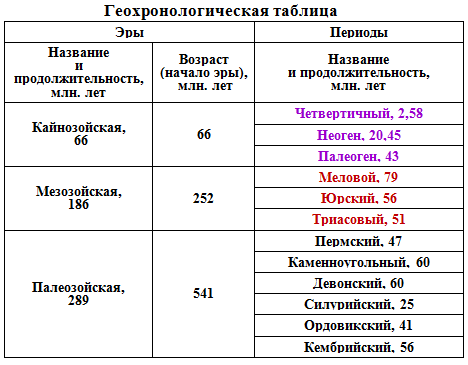 Геохронологическая таблица
Эры
Периоды
Название
и
продолжительность,
млн. лет
Возраст
(начало эры),
млн. лет
Название
и продолжительность,
млн. лет
Кайнозойская,
66
66
Четвертичный, 2,58
Неоген, 20,45
Палеоген, 43
Мезозойская,
186
252
Меловой, 79
Юрский, 56
Триасовый, 51
Палеозойская,
289
541
Пермский, 47
Каменноугольный, 60
Девонский, 60
Силурийский, 25
Ордовикский, 41
Кембрийский, 56